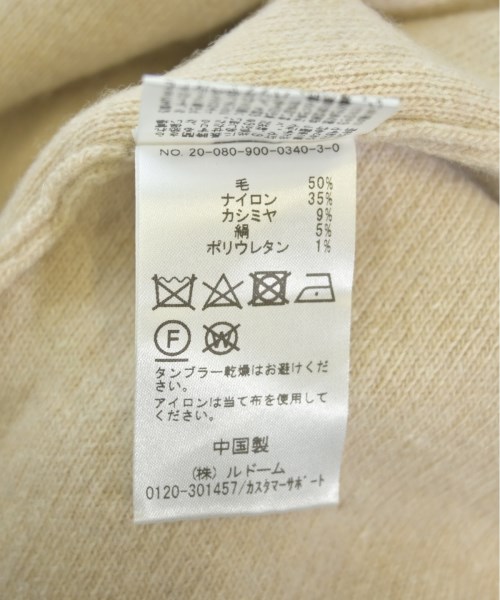 NO. 20-080-900-0340-3-0
毛 50%
ナイロン 35%
カシミヤ 9%
絹 5%
ポリウレタン 1%
F W
タンブラー乾燥はお避けくだ
さい。
アイロンは当て布を使用して
ください。
中国製
(株) ルドーム
0120-301457/カスタマーサポート